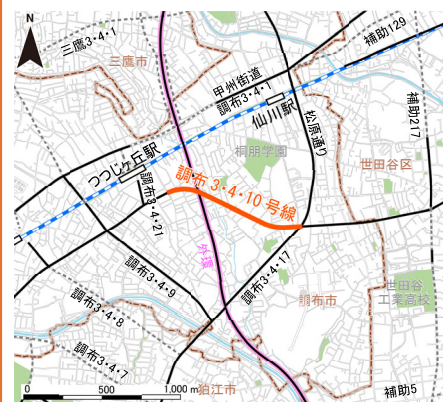 N
三鷹3・4・1
三鷹市
補助129
甲州街道
調布3・4・1
仙川駅
松原通り
補助217
つつじヶ丘駅
桐朋学園
世田谷区
調布3・4・10号線
調布3・4・21
外環
調布3・4・17
調布3・4・9
調布市
世田谷
工業高校
調布3・4・8
調布3・4・7
狛江市
補助5
0 500 1,000 m